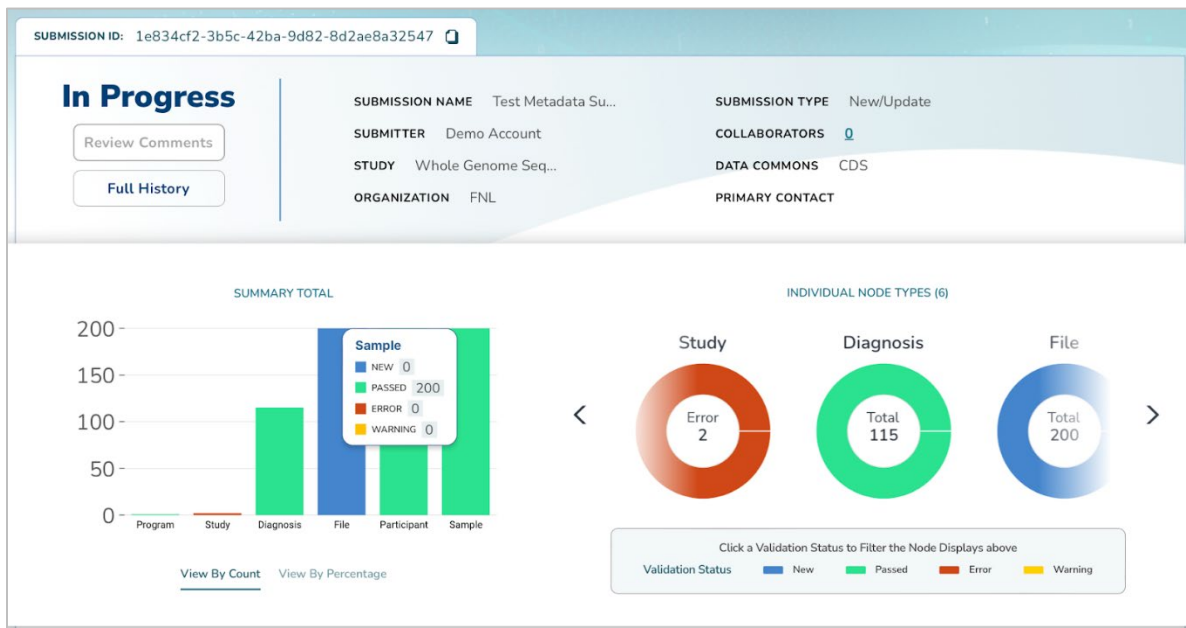 SUBMISSION ID: 1e834cf2-3b5c-42ba-9d82-8d2ae8a32547
In Progress
Review Comments
Full History
SUBMISSION NAME Test Metadata Su...
SUBMITTER Demo Account
STUDY Whole Genome Seq...
ORGANIZATION FNL
SUBMISSION TYPE New/Update
COLLABORATORS 0
DATA COMMONS CDS
PRIMARY CONTACT
SUMMARY TOTAL
200
150
100
50
0
Sample
NEW 0
PASSED 200
ERROR 0
WARNING 0
Program Study Diagnosis File Participant Sample
View By Count View By Percentage
INDIVIDUAL NODE TYPES (6)
Study Diagnosis File
Error Total Total
2 115 200
Click a Validation Status to Filter the Node Displays above
Validation Status New Passed Error Warning